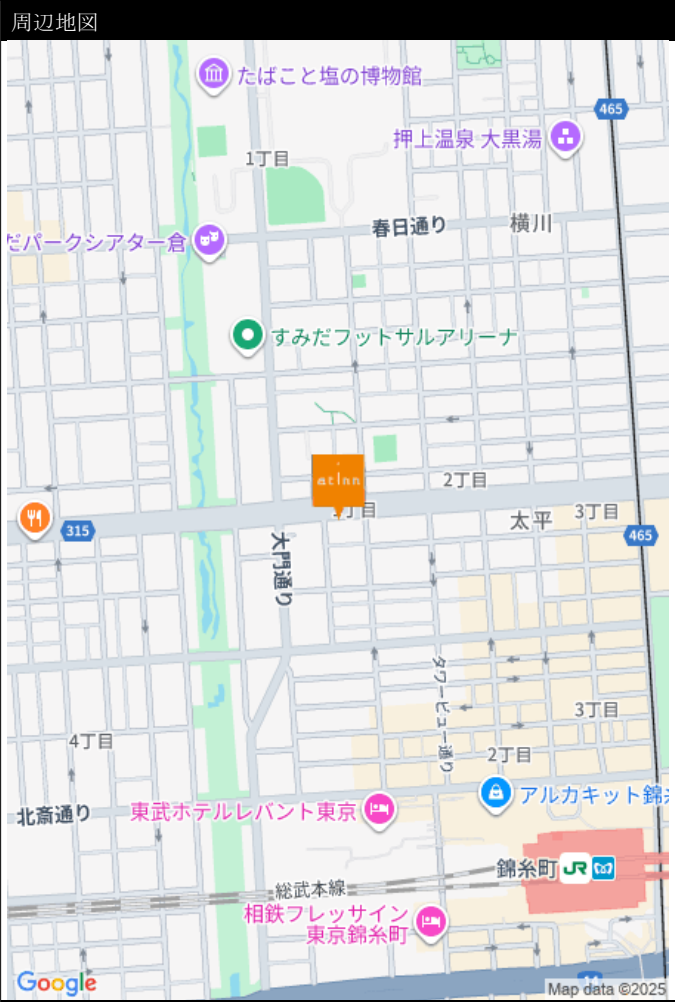 周辺地図
たばこと塩の博物館
465
押上温泉 大黒湯
1丁目
春日通り
横川
だパークシアター倉
すみだフットサルアリーナ
atinn
2丁目
1丁目
315
太平
3丁目
465
大門通り
タワービュー通り
3丁目
4丁目
2丁目
北斎通り
東武ホテルレバント東京
アルカキット錦糸
錦糸町
JR
総武本線
相鉄フレッサイン
東京錦糸町
Google
Map data ©2025